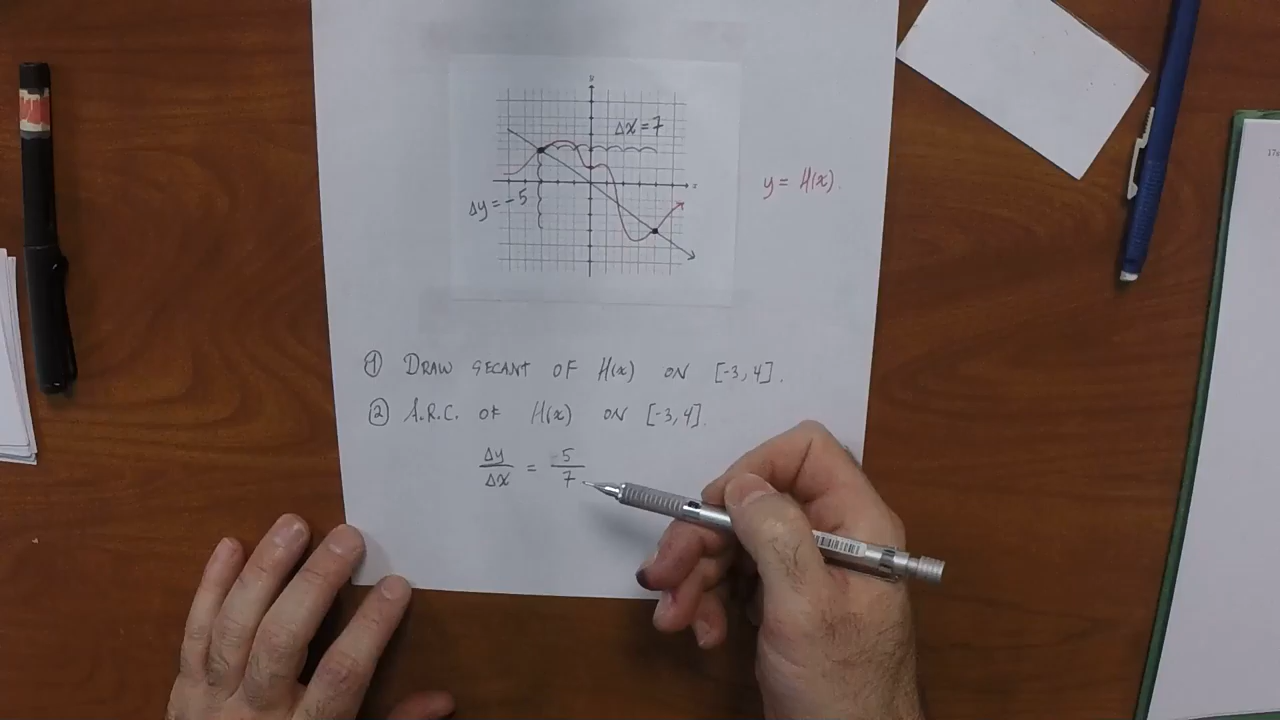 y
Δx = 7
x
y = H(x).
Δy = -5
① DRAW SECANT OF H(x) ON [-3, 4].
② A.R.C. OF H(x) ON [-3, 4].
Δy/Δx = -5/7